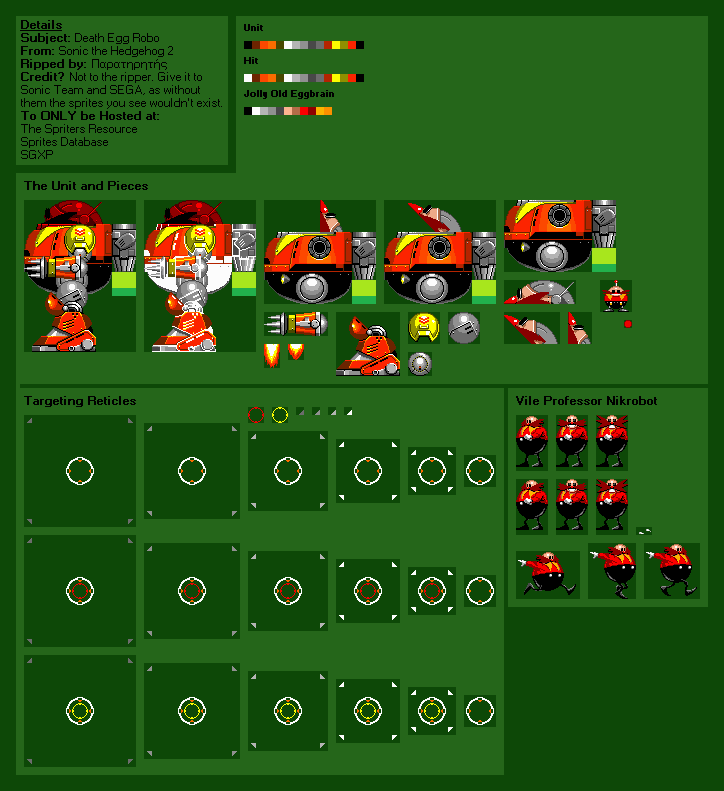 Details
Subject: Death Egg Robo
From: Sonic the Hedgehog 2
Ripped by: Παρατηρητής
Credit? Not to the ripper. Give it to
Sonic Team and SEGA, as without
them the sprites you see wouldn't exist.
To ONLY be Hosted at:
The Spriters Resource
Sprites Database
SGXP
Unit
Hit
Jolly Old Eggbrain
The Unit and Pieces
Targeting Reticles
Vile Professor Nikrobot